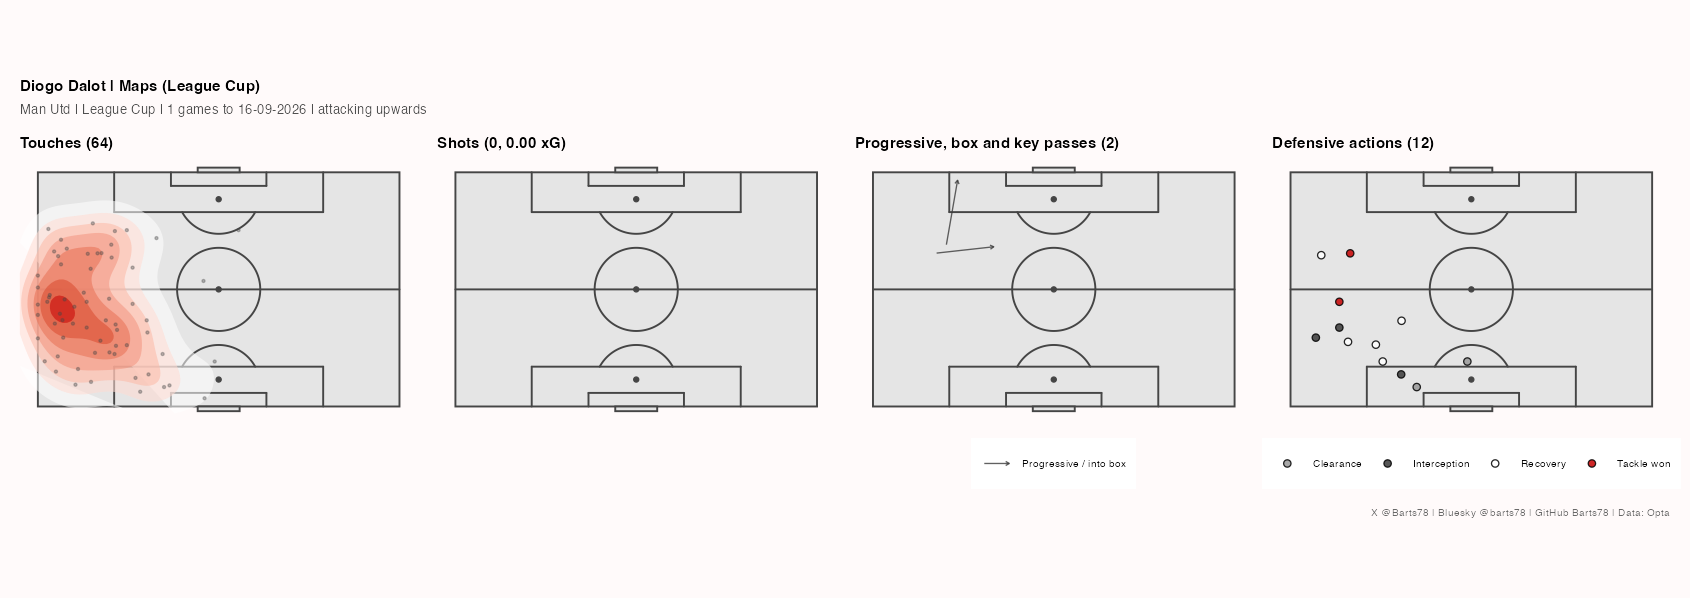 Diogo Dalot | Maps (League Cup)
Man Utd | League Cup | 1 games to 16-09-2026 | attacking upwards
Touches (64)
Shots (0, 0.00 xG)
Progressive, box and key passes (2)
Defensive actions (12)
Progressive / into box
Clearance
Interception
Recovery
Tackle won
X @Barts78 | Bluesky @barts78 | GitHub Barts78 | Data: Opta